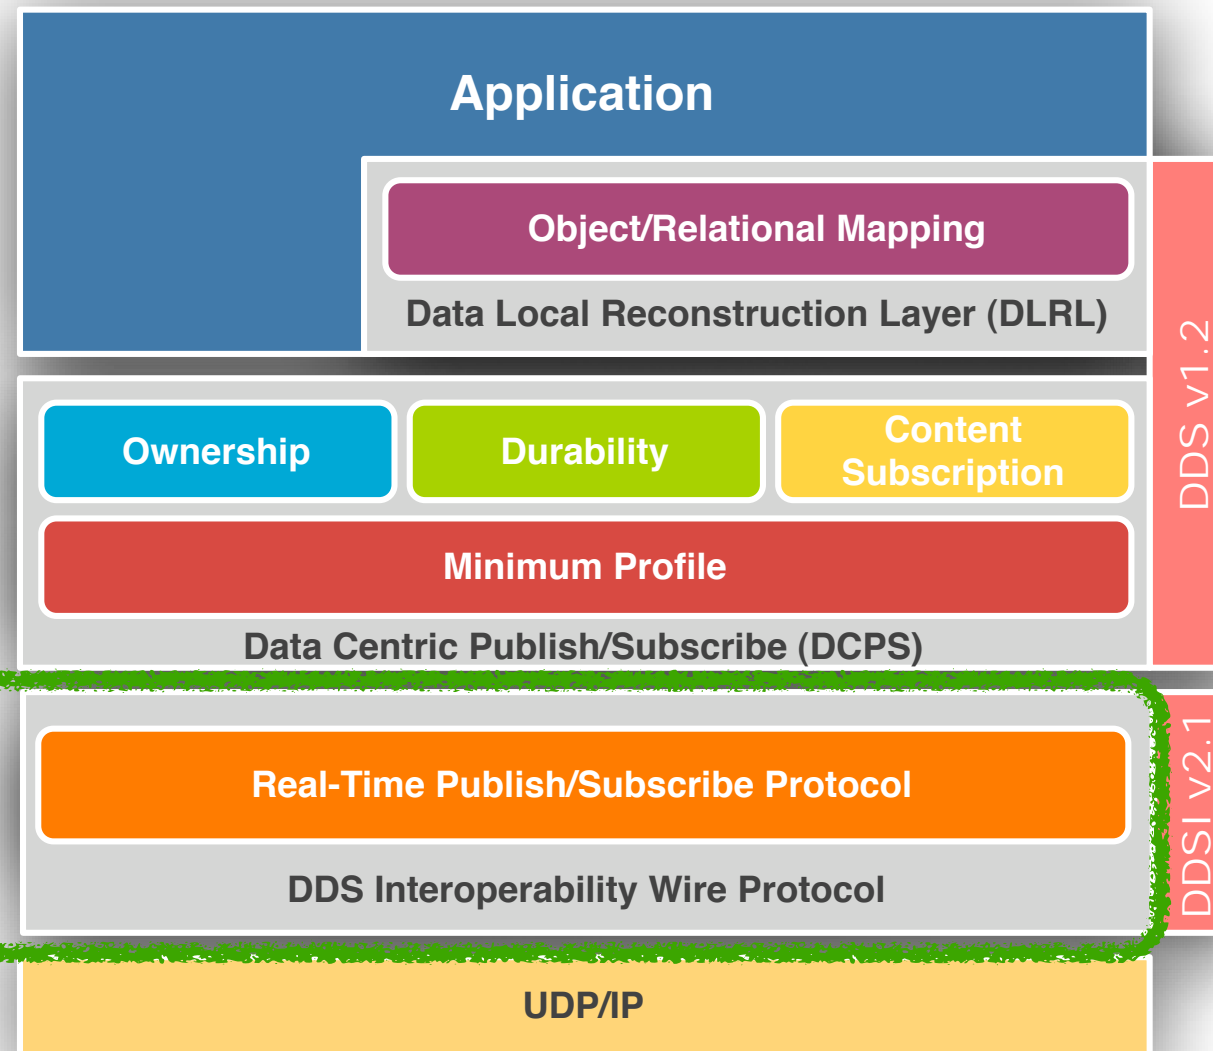 Application
Object/Relational Mapping
Data Local Reconstruction Layer (DLRL)
DDS v1.2
Ownership
Durability
Content
Subscription
Minimum Profile
Data Centric Publish/Subscribe (DCPS)
Real-Time Publish/Subscribe Protocol
DDS Interoperability Wire Protocol
DDSI v2.1
UDP/IP